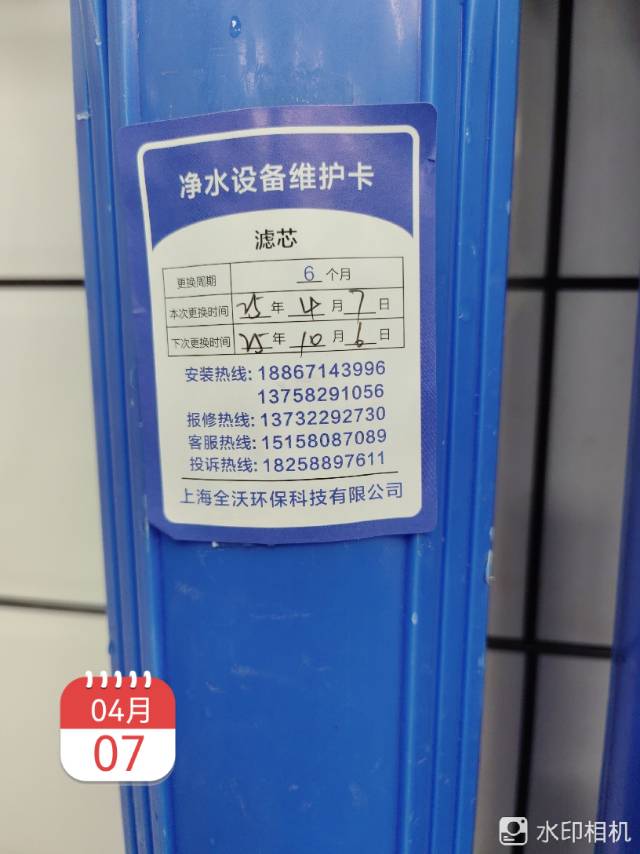 净水设备维护卡
滤芯
更换周期 6 个月
本次更换时间 25 年 4 月 7 日
下次更换时间 25 年 10 月 6 日
安装热线: 18867143996
13758291056
报修热线: 13732292730
客服热线: 15158087089
投诉热线: 18258897611
上海全沃环保科技有限公司
04月
07
水印相机